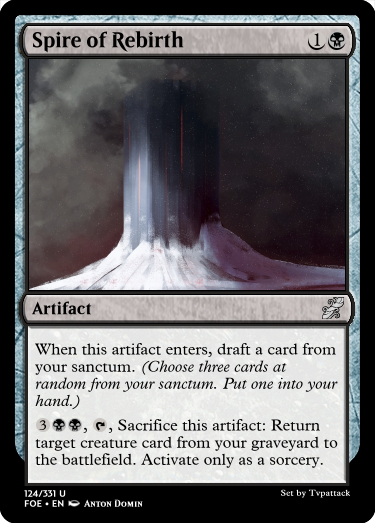 Spire of Rebirth 1
Artifact
When this artifact enters, draft a card from
your sanctum. (Choose three cards at
random from your sanctum. Put one into your
hand.)
3, , Sacrifice this artifact: Return
target creature card from your graveyard to
the battlefield. Activate only as a sorcery.
124/331 U
FOE • EN Anton Domin
Set by Tvpattack